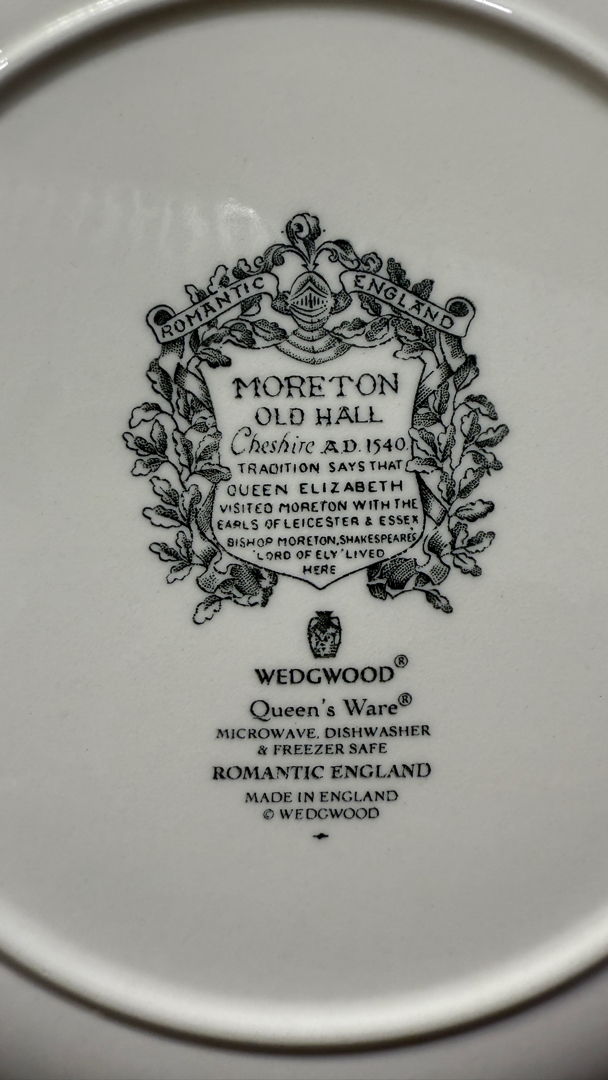 ROMANTIC ENGLAND
MORETON
OLD HALL
Cheshire A.D. 1540.
TRADITION SAYS THAT
QUEEN ELIZABETH
VISITED MORETON WITH THE
EARLS OF LEICESTER & ESSEX
BISHOP MORETON, SHAKESPEARE'S
'LORD OF ELY' LIVED
HERE
WEDGWOOD®
Queen's Ware®
MICROWAVE, DISHWASHER
& FREEZER SAFE
ROMANTIC ENGLAND
MADE IN ENGLAND
© WEDGWOOD